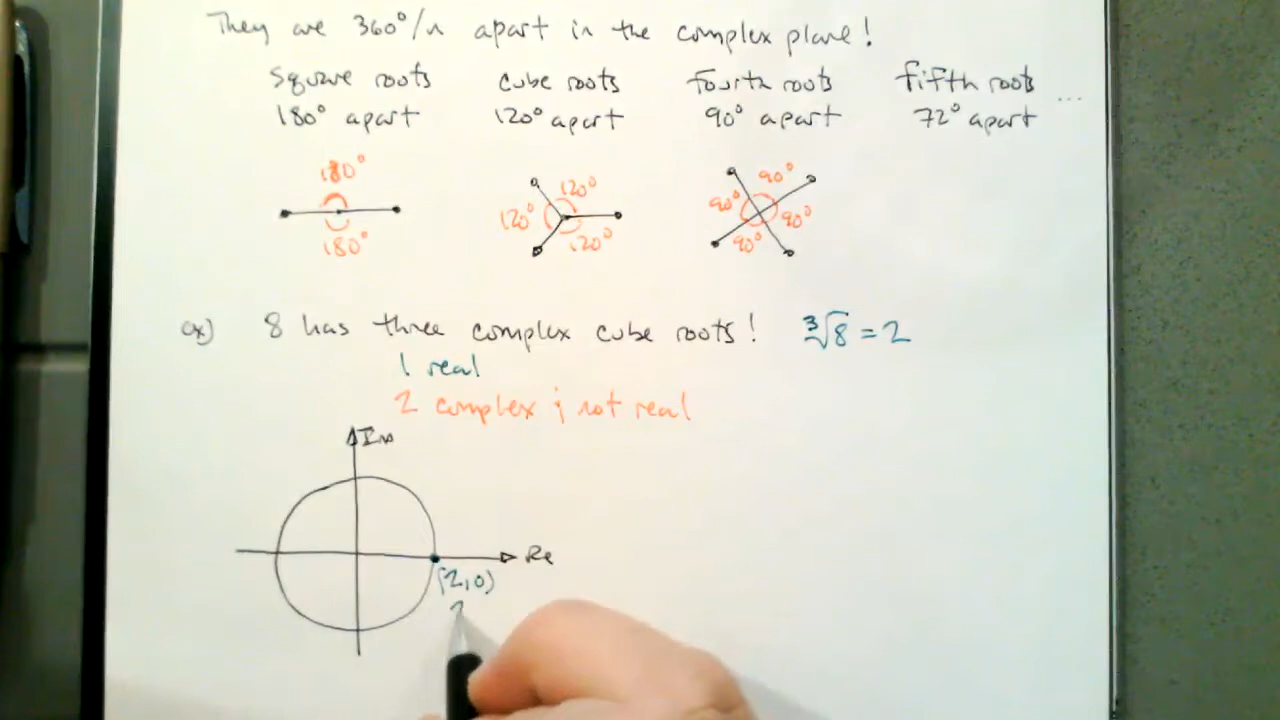 They are 360°/n apart in the complex plane!
square roots cube roots fourth roots fifth roots
180° apart 120° apart 90° apart 72° apart ...
180° 120° 90°
120° 90° 90°
180° 120° 90°
ex) 8 has three complex cube roots! ³√8 = 2
1 real
2 complex ; not real
Im
Re
(2,0)
2